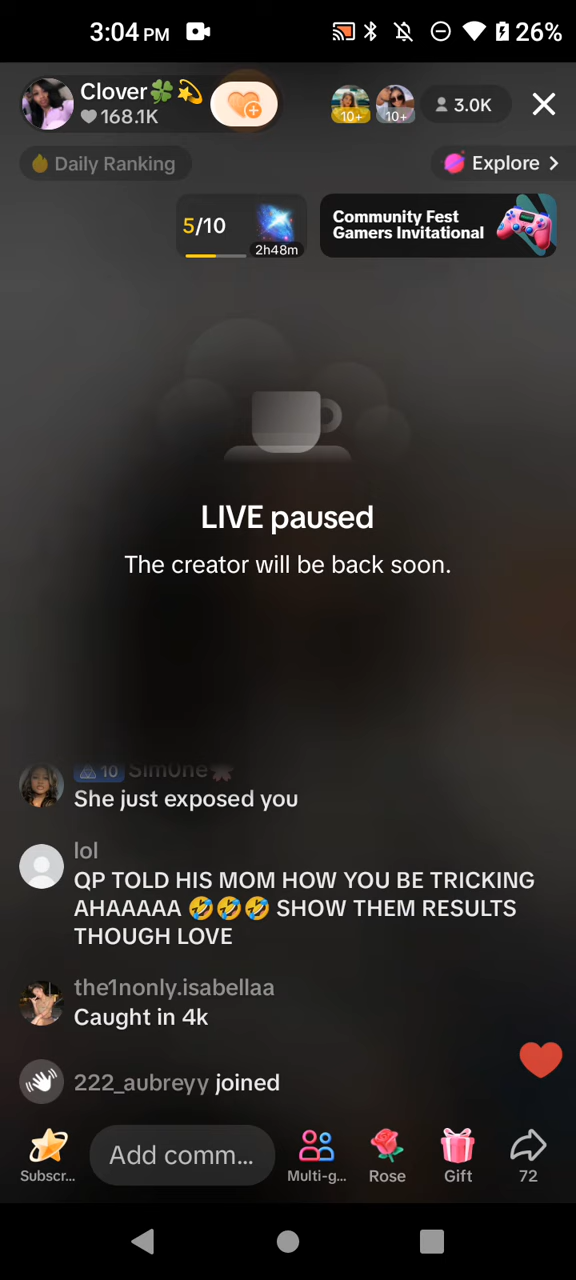 3:04 PM
26%
Clover🍀💫
168.1K
10+
10+
3.0K
Daily Ranking
Explore >
5/10
2h48m
Community Fest
Gamers Invitational
LIVE paused
The creator will be back soon.
10 Sim0ne
She just exposed you
lol
QP TOLD HIS MOM HOW YOU BE TRICKING
AHAAAAA 🤣🤣🤣 SHOW THEM RESULTS
THOUGH LOVE
the1nonly.isabellaa
Caught in 4k
222_aubreyy joined
Add comm...
Subscr...
Multi-g...
Rose
Gift
72